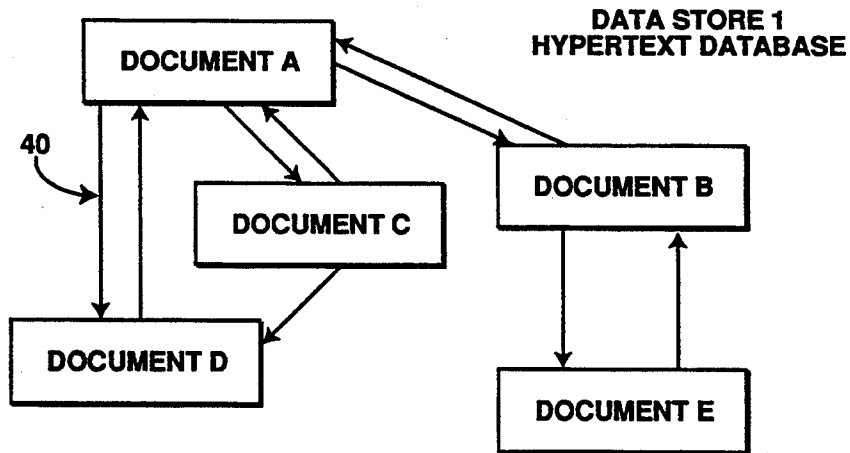 DATA STORE 1
HYPERTEXT DATABASE
DOCUMENT A
40
DOCUMENT B
DOCUMENT C
DOCUMENT D
DOCUMENT E